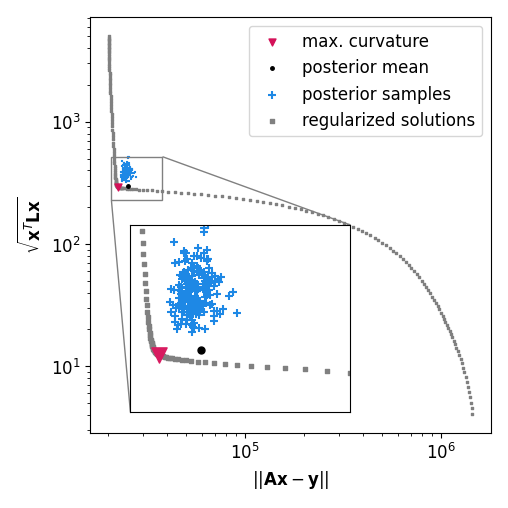 max. curvature
posterior mean
posterior samples
regularized solutions
10³
10²
10¹
√xᵀLx
10⁵
10⁶
||Ax − y||